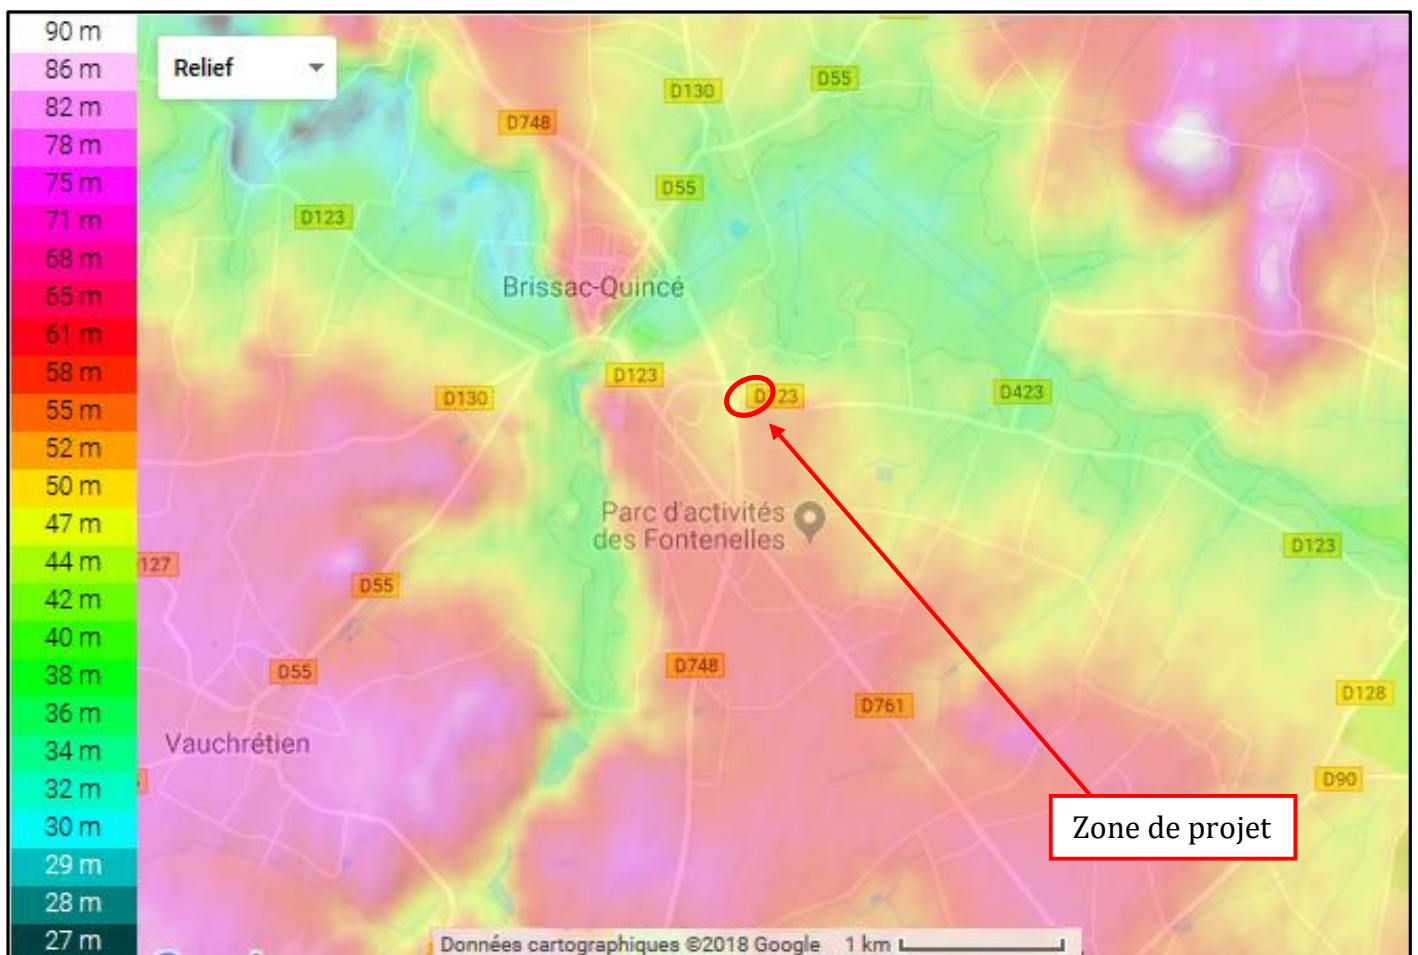 90 m
86 m
82 m
78 m
75 m
71 m
68 m
65 m
61 m
58 m
55 m
52 m
50 m
47 m
44 m
42 m
40 m
38 m
36 m
34 m
32 m
30 m
29 m
28 m
27 m
Relief
D55
D130
D748
D55
D123
Brissac-Quincé
D123
D130
D423
Parc d'activités
des Fontenelles
D123
127
D55
D748
D55
D128
D761
Vauchrétien
D90
Zone de projet
Données cartographiques ©2018 Google
1 km